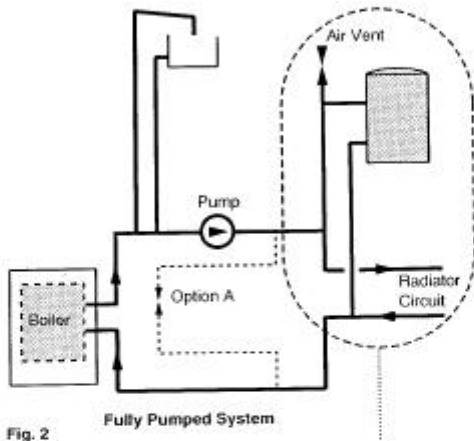 Air Vent
Pump
Option A
Radiator
Circuit
Boiler
Fully Pumped System
Fig. 2